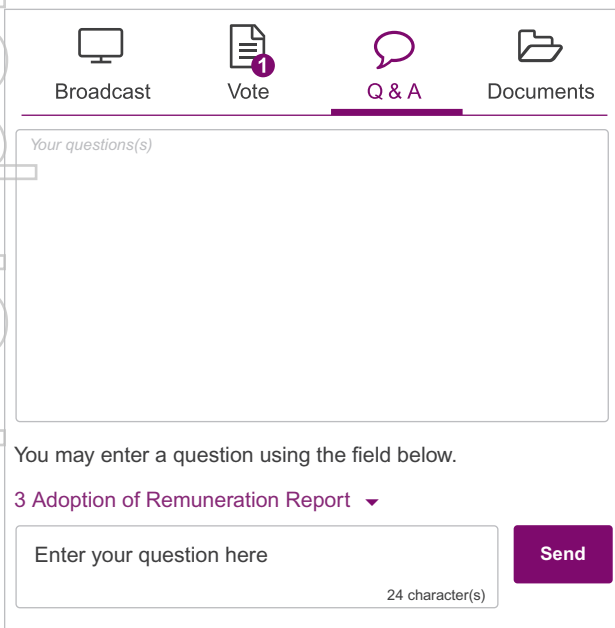 1
Broadcast Vote Q & A Documents
Your questions(s)
You may enter a question using the field below.
3 Adoption of Remuneration Report
Enter your question here
Send
24 character(s)